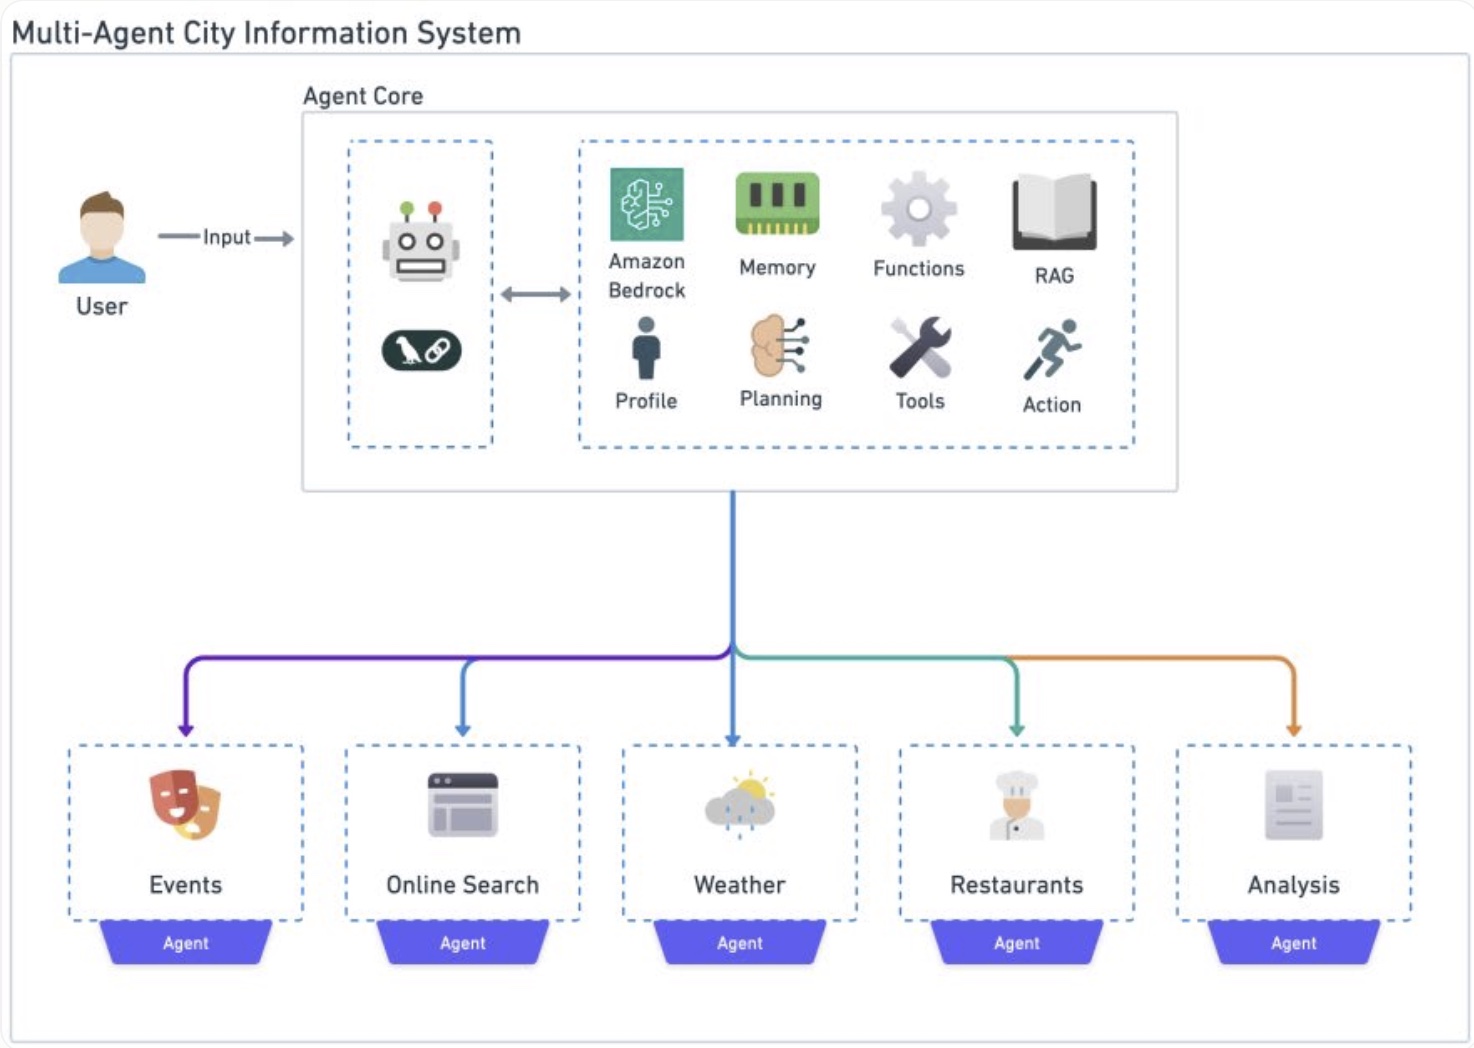 Multi-Agent City Information System
Agent Core
Input
User
Amazon
Bedrock
Memory
Functions
RAG
Profile
Planning
Tools
Action
Events
Online Search
Weather
Restaurants
Analysis
Agent
Agent
Agent
Agent
Agent